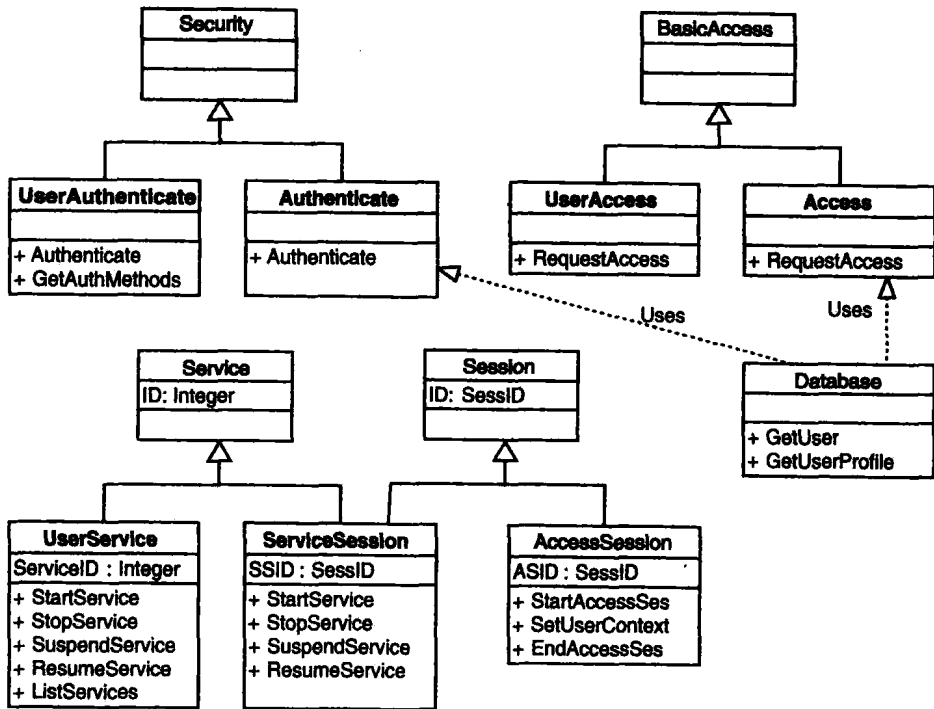 Security
BasicAccess
UserAuthenticate
+ Authenticate
+ GetAuthMethods
Authenticate
+ Authenticate
UserAccess
+ RequestAccess
Access
+ RequestAccess
Uses
Uses
Service
ID: Integer
Session
ID: SessID
Database
+ GetUser
+ GetUserProfile
UserService
ServiceID : Integer
+ StartService
+ StopService
+ SuspendService
+ ResumeService
+ ListServices
ServiceSession
SSID : SessID
+ StartService
+ StopService
+ SuspendService
+ ResumeService
AccessSession
ASID : SessID
+ StartAccessSes
+ SetUserContext
+ EndAccessSes